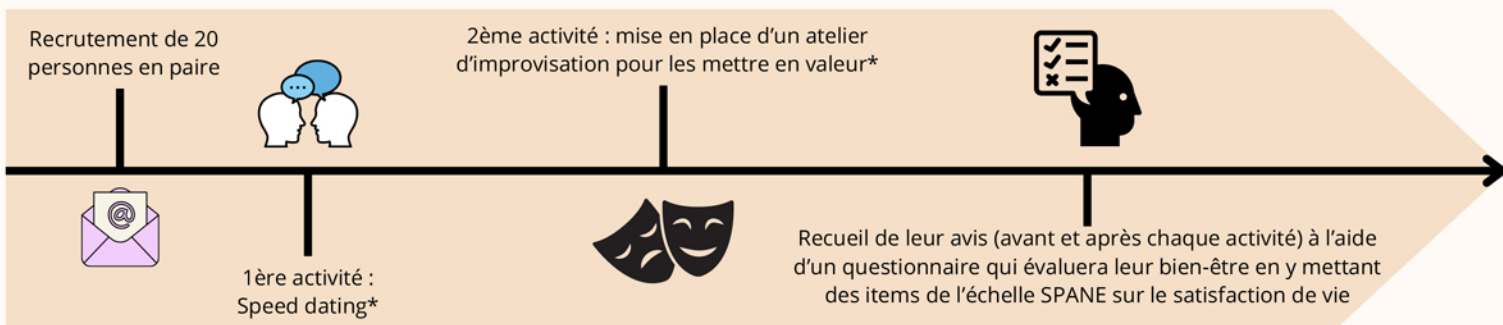 Recrutement de 20
personnes en paire
2ème activité : mise en place d'un atelier
d'improvisation pour les mettre en valeur*
@
1ère activité :
Speed dating*
Recueil de leur avis (avant et après chaque activité) à l'aide
d'un questionnaire qui évaluera leur bien-être en y mettant
des items de l'échelle SPANE sur le satisfaction de vie